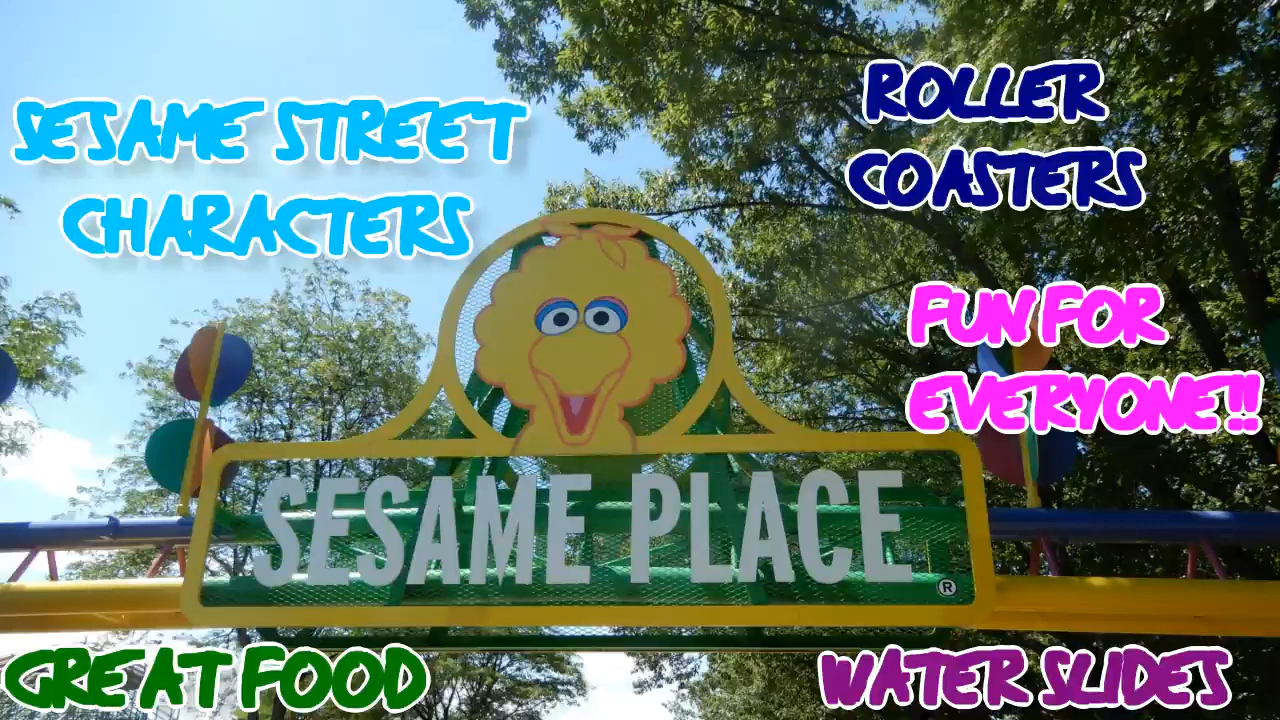 SESAME STREET
CHARACTERS
ROLLER
COASTERS
FUN FOR
EVERYONE!!
SESAME PLACE
®
GREAT FOOD
WATER SLIDES